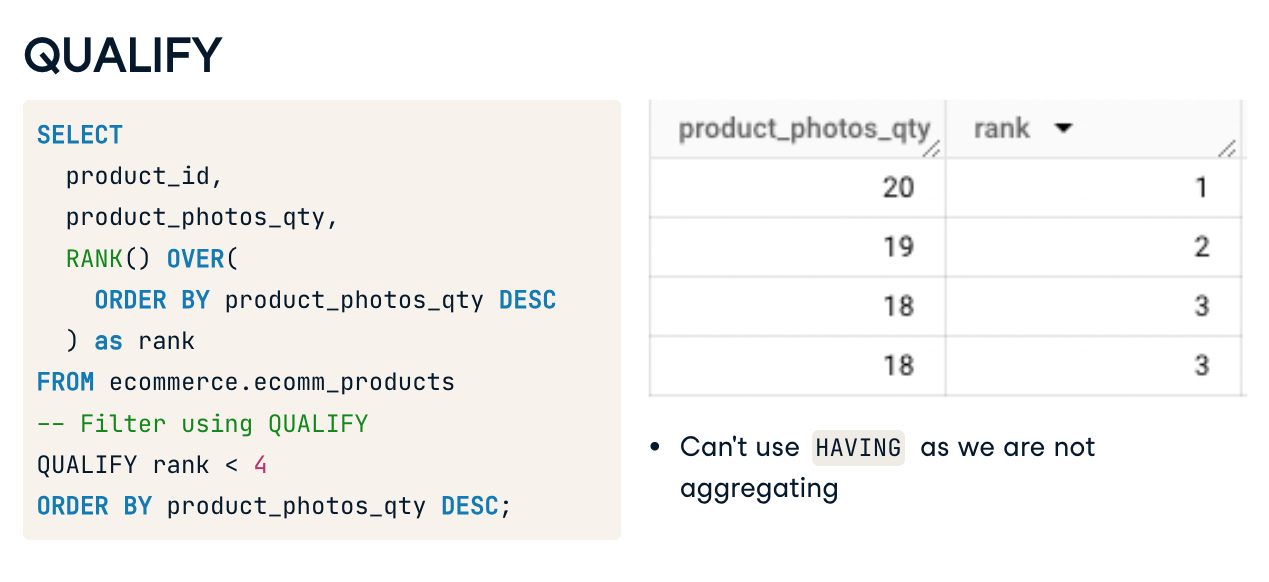 QUALIFY
SELECT
product_id,
product_photos_qty,
RANK() OVER(
ORDER BY product_photos_qty DESC
) as rank
FROM ecommerce.ecomm_products
-- Filter using QUALIFY
QUALIFY rank < 4
ORDER BY product_photos_qty DESC;
product_photos_qty rank
20 1
19 2
18 3
18 3
• Can't use HAVING as we are not
aggregating